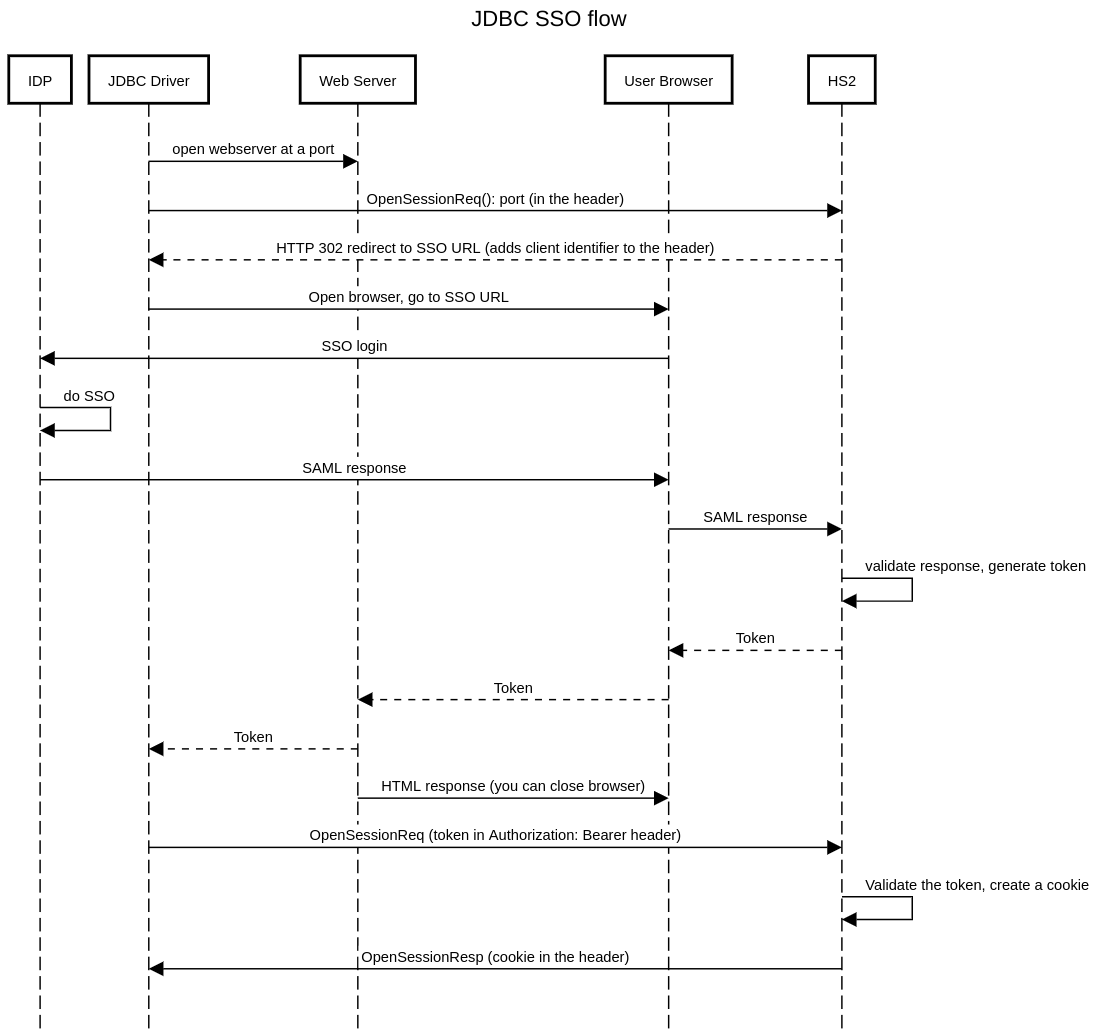 JDBC SSO flow
IDP
JDBC Driver
Web Server
User Browser
HS2
open webserver at a port
OpenSessionReq(): port (in the header)
HTTP 302 redirect to SSO URL (adds client identifier to the header)
Open browser, go to SSO URL
SSO login
do SSO
SAML response
SAML response
validate response, generate token
Token
Token
Token
HTML response (you can close browser)
OpenSessionReq (token in Authorization: Bearer header)
Validate the token, create a cookie
OpenSessionResp (cookie in the header)